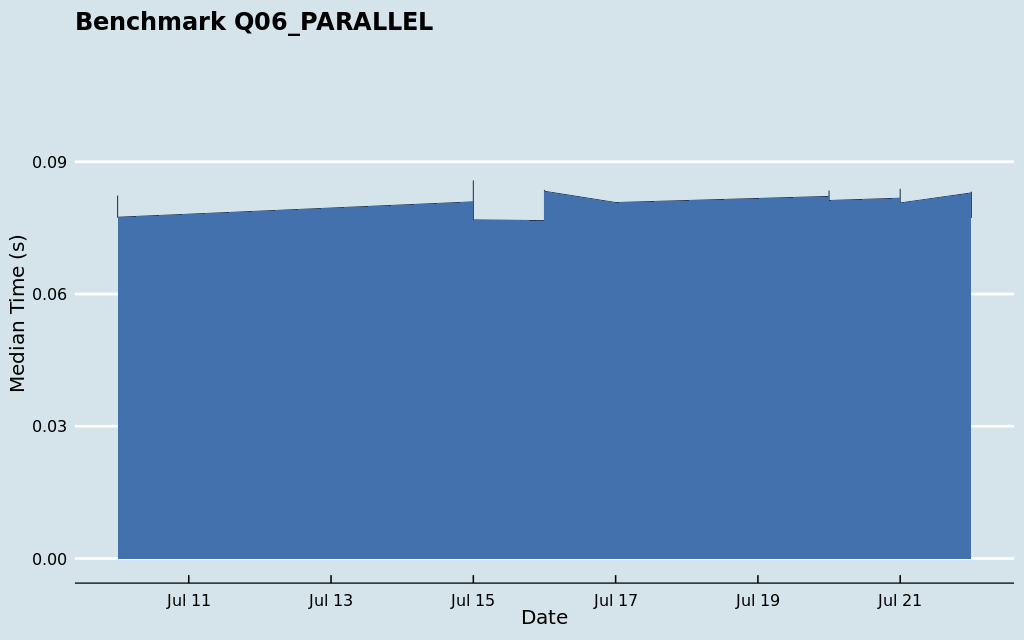 Benchmark Q06_PARALLEL
0.09
0.06
0.03
0.00
Median Time (s)
Jul 11 Jul 13 Jul 15 Jul 17 Jul 19 Jul 21
Date